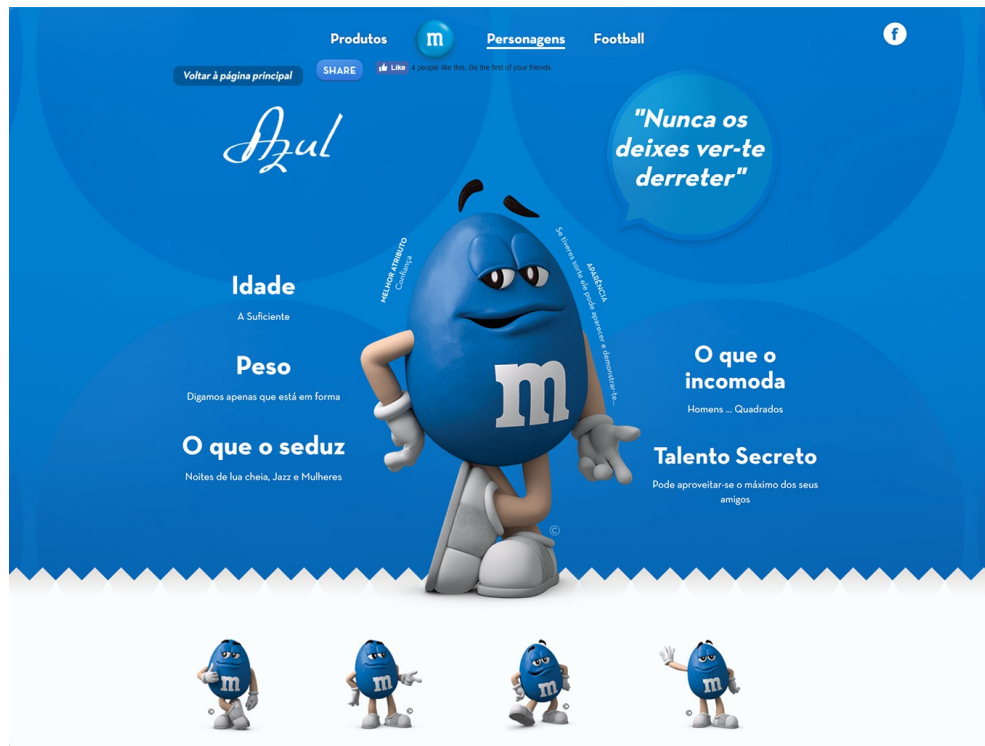 Produtos
m
Personagens
Football
f
Voltar à página principal
SHARE
Like
4 people like this. Be the first of your friends.
Azul
"Nunca os
deixes ver-te
derreter"
MELHOR ATRIBUTO
Confiança
APARÊNCIA
Se tiveres sorte ele pode aparecer e demonstrar-te...
Idade
A Suficiente
Peso
Digamos apenas que está em forma
O que o seduz
Noites de lua cheia, Jazz e Mulheres
m
O que o
incomoda
Homens ... Quadrados
Talento Secreto
Pode aproveitar-se o máximo dos seus
amigos
©
m
©
m
©
m
©
m
©